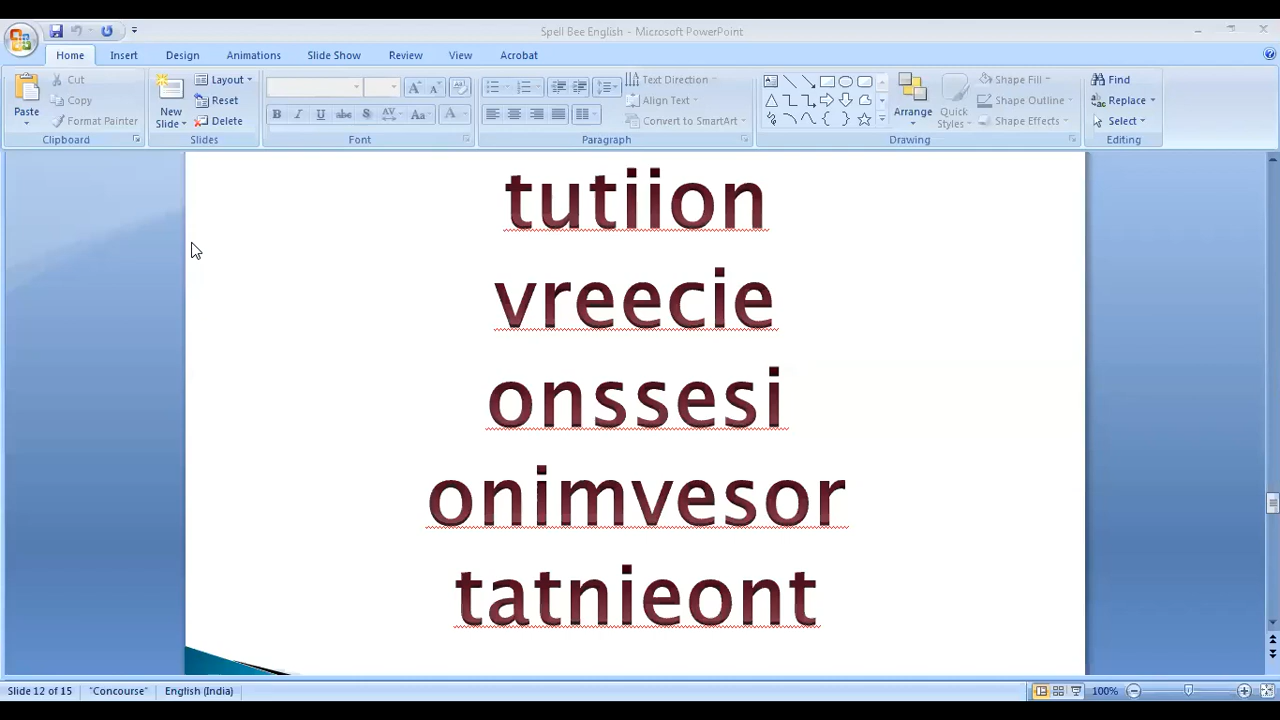 Spell Bee English - Microsoft PowerPoint
Home Insert Design Animations Slide Show Review View Acrobat
Paste Cut Copy Format Painter Clipboard
New Slide Layout Reset Delete Slides
B I U abc S AV Aa A Font
Text Direction Align Text Convert to SmartArt Paragraph
Arrange Quick Styles Shape Fill Shape Outline Shape Effects Drawing
Find Replace Select Editing
tutiion
vreecie
onssesi
onimvesor
tatnieont
Slide 12 of 15 "Concourse" English (India) 100%